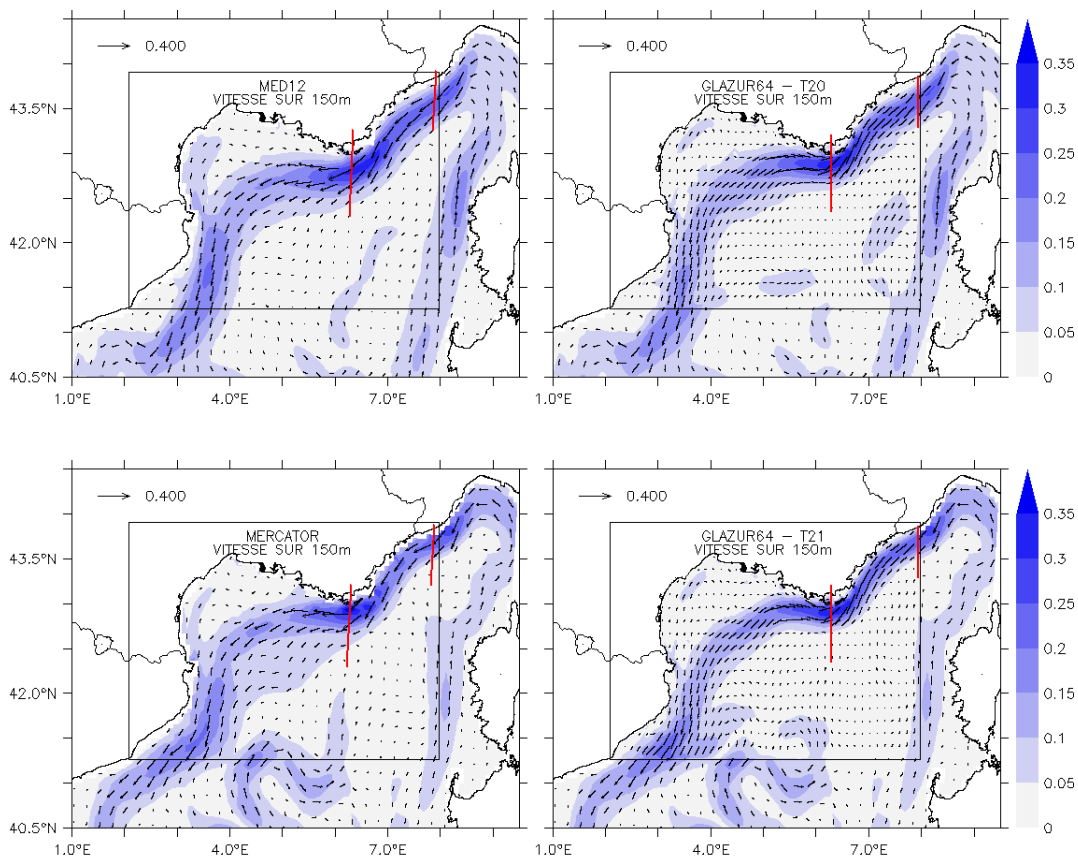 0.400
MED12
VITESSE SUR 150m
43.5°N
42.0°N
40.5°N
1.0°E
4.0°E
7.0°E
0.400
GLAZUR64 – T20
VITESSE SUR 150m
1.0°E
4.0°E
7.0°E
0.35
0.3
0.25
0.2
0.15
0.1
0.05
0
0.400
MERCATOR
VITESSE SUR 150m
43.5°N
42.0°N
40.5°N
1.0°E
4.0°E
7.0°E
0.400
GLAZUR64 – T21
VITESSE SUR 150m
1.0°E
4.0°E
7.0°E
0.35
0.3
0.25
0.2
0.15
0.1
0.05
0